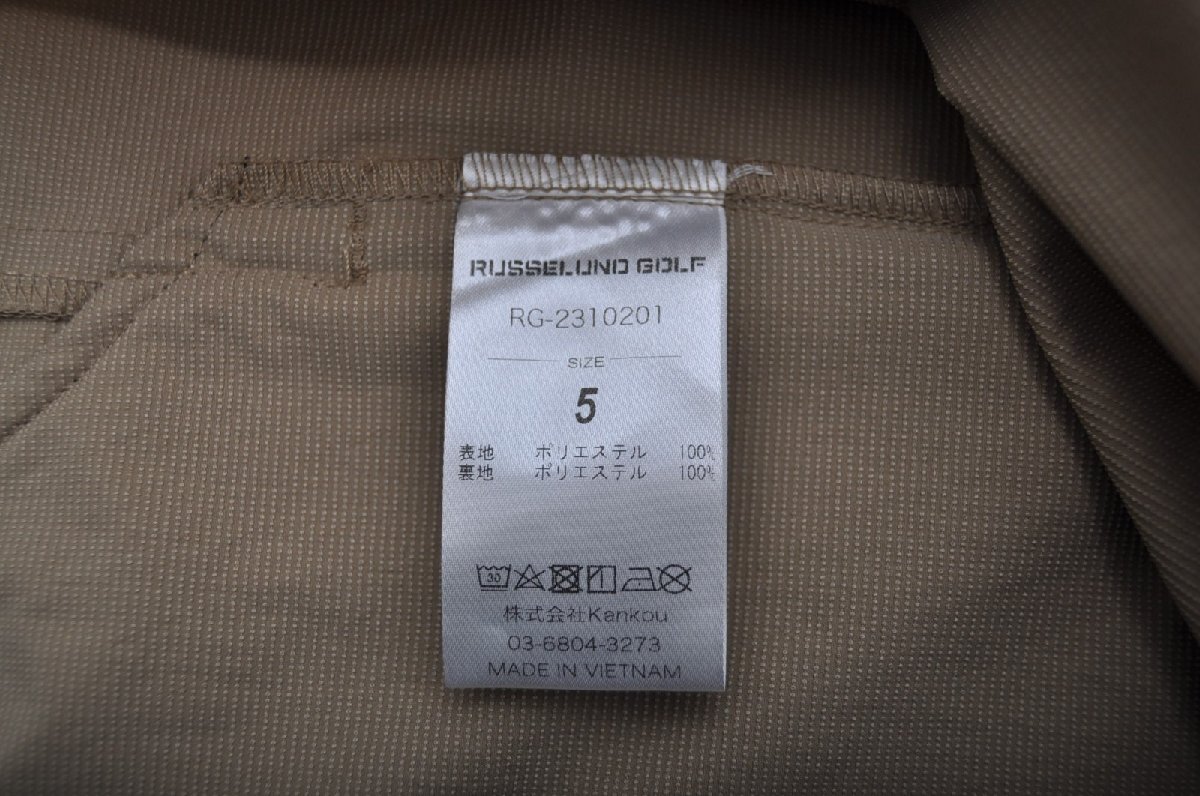 RUSSELUNO GOLF
RG-2310201
SIZE
5
表地 ポリエステル 100%
裏地 ポリエステル 100%
30
株式会社Kankou
03-6804-3273
MADE IN VIETNAM